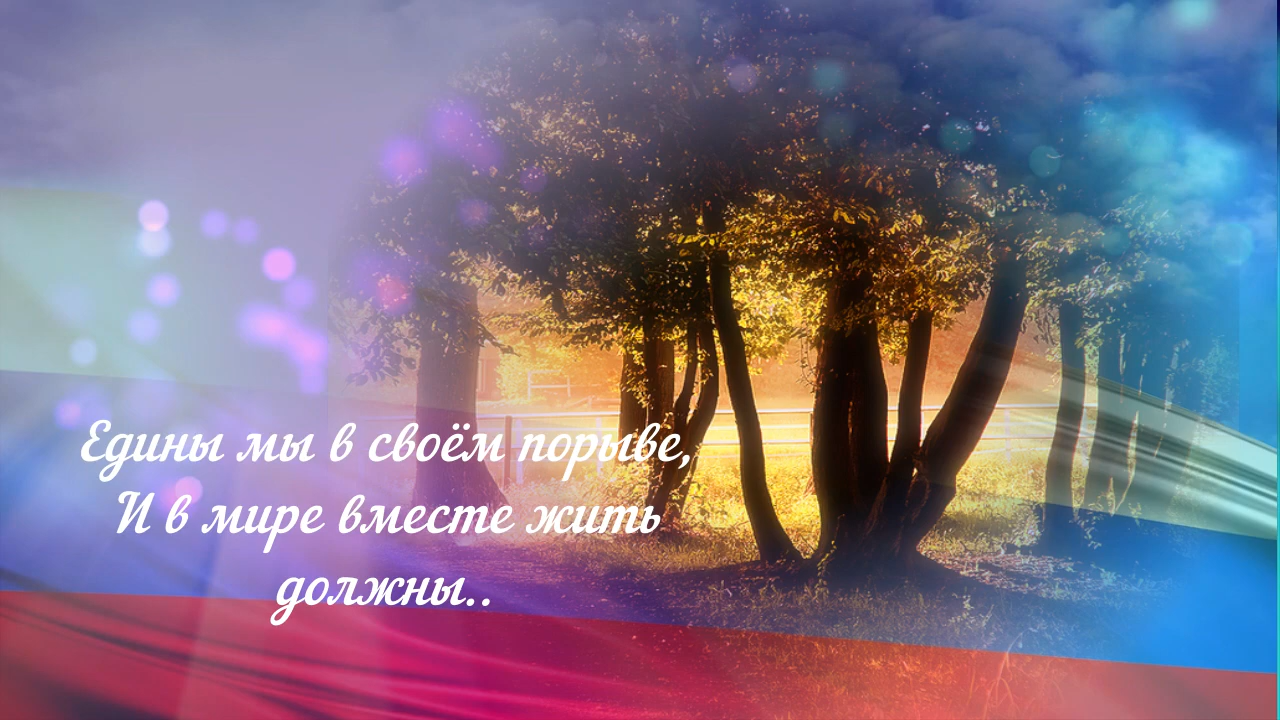 Едины мы в своём порыве,
И в мире вместе жить
должны..